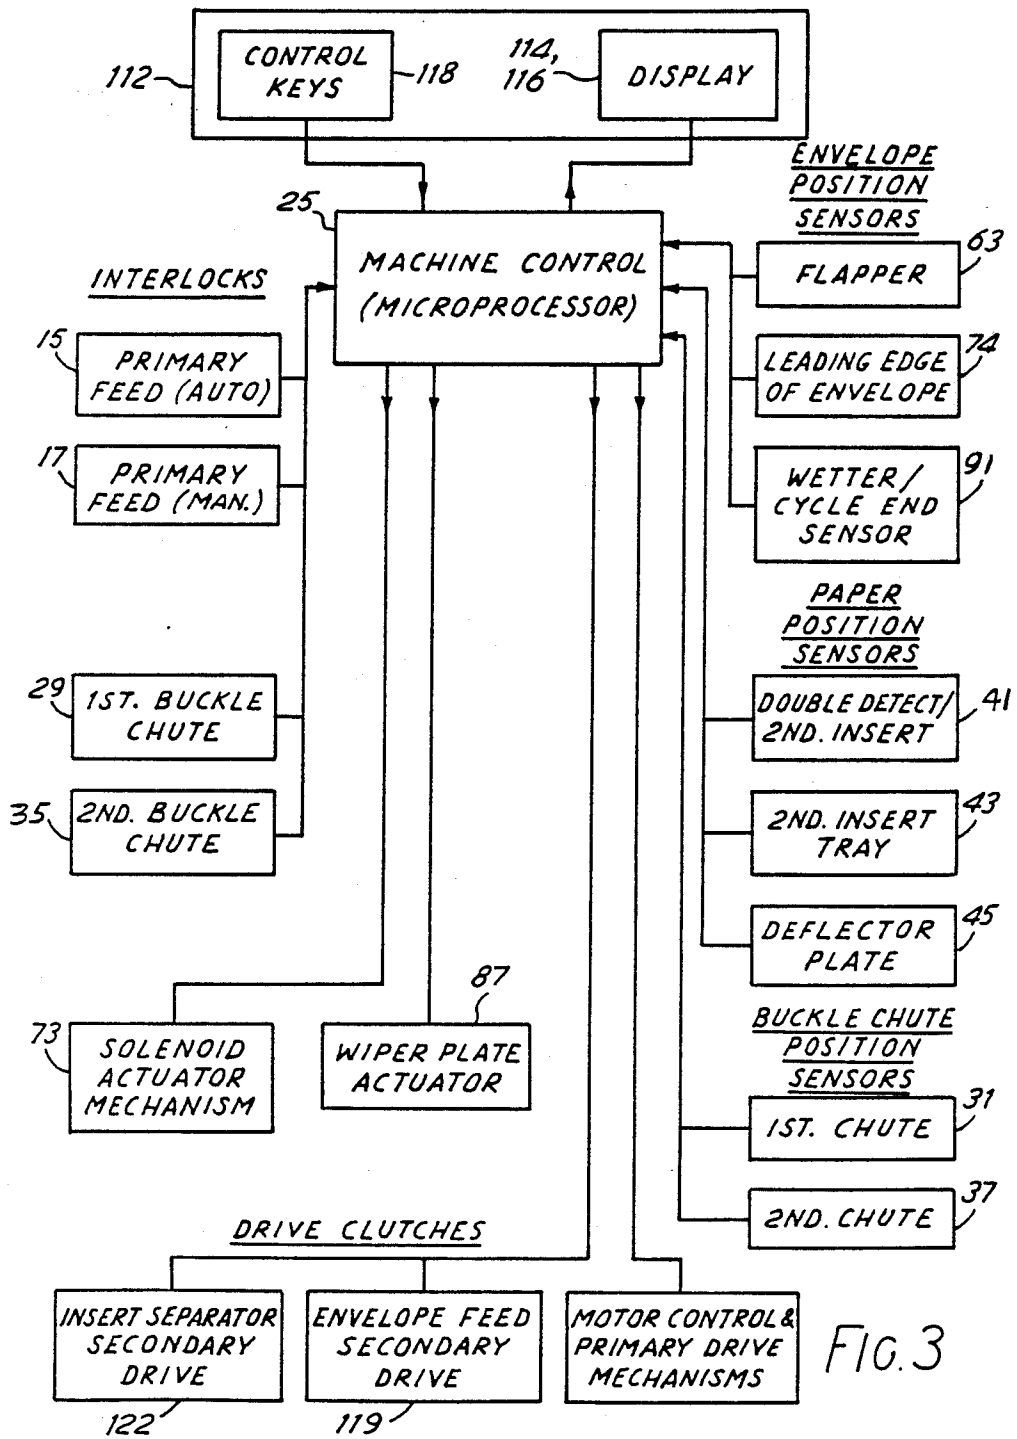 CONTROL KEYS
112
118
114,
116
DISPLAY
25
MACHINE CONTROL
(MICROPROCESSOR)
INTERLOCKS
15
PRIMARY
FEED (AUTO)
17
PRIMARY
FEED (MAN.)
29
1ST. BUCKLE
CHUTE
35
2ND. BUCKLE
CHUTE
ENVELOPE
POSITION
SENSORS
63
FLAPPER
74
LEADING EDGE
OF ENVELOPE
91
WETTER/
CYCLE END
SENSOR
PAPER
POSITION
SENSORS
41
DOUBLE DETECT/
2ND. INSERT
43
2ND. INSERT
TRAY
45
DEFLECTOR
PLATE
BUCKLE CHUTE
POSITION
SENSORS
31
1ST. CHUTE
37
2ND. CHUTE
73
SOLENOID
ACTUATOR
MECHANISM
87
WIPER PLATE
ACTUATOR
DRIVE CLUTCHES
INSERT SEPARATOR
SECONDARY
DRIVE
122
ENVELOPE FEED
SECONDARY
DRIVE
119
MOTOR CONTROL &
PRIMARY DRIVE
MECHANISMS
FIG. 3